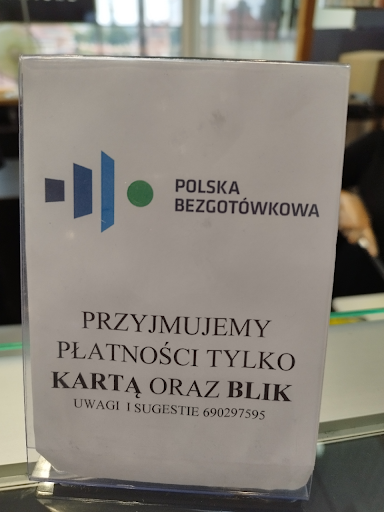 POLSKA
BEZGOTÓWKOWA
PRZYJMUJEMY
PŁATNOŚCI TYLKO
KARTĄ ORAZ BLIK
UWAGI I SUGESTIE 690297595